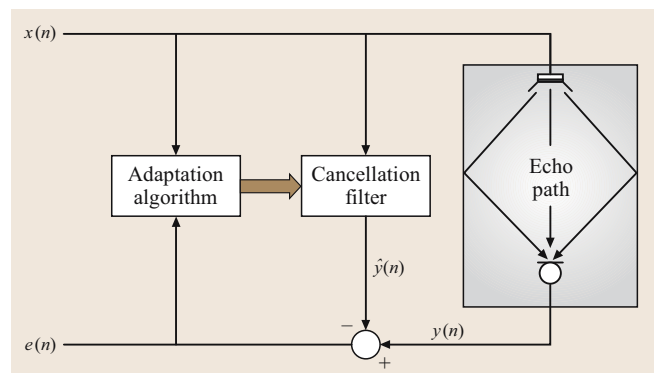 x(n)
Adaptation
algorithm
Cancellation
filter
Echo
path
ŷ(n)
−
y(n)
e(n)
+